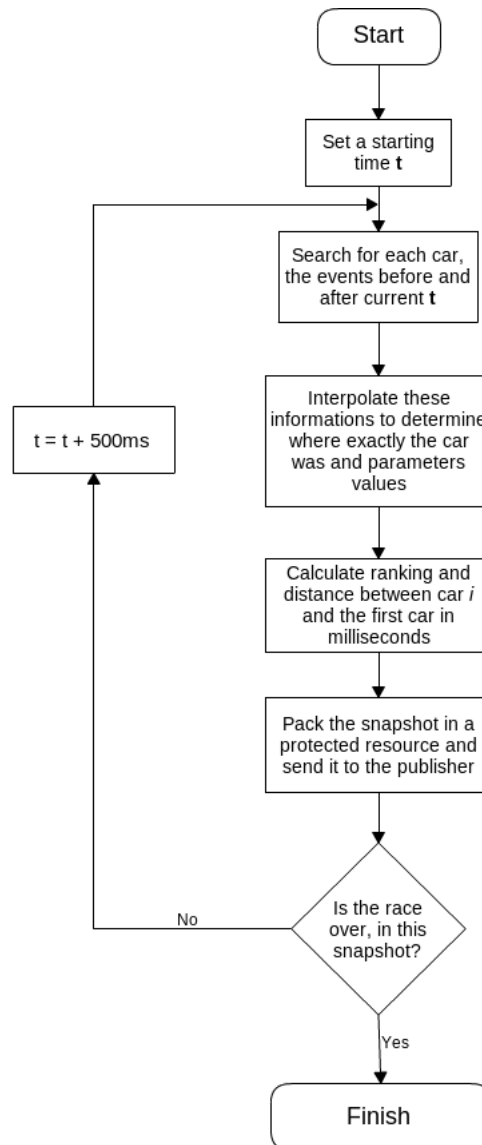 Start
Set a starting
time t
Search for each car,
the events before and
after current t
Interpolate these
informations to determine
where exactly the car
was and parameters
values
t = t + 500ms
Calculate ranking and
distance between car i
and the first car in
milliseconds
Pack the snapshot in a
protected resource and
send it to the publisher
Is the race
over, in this
snapshot?
No
Yes
Finish